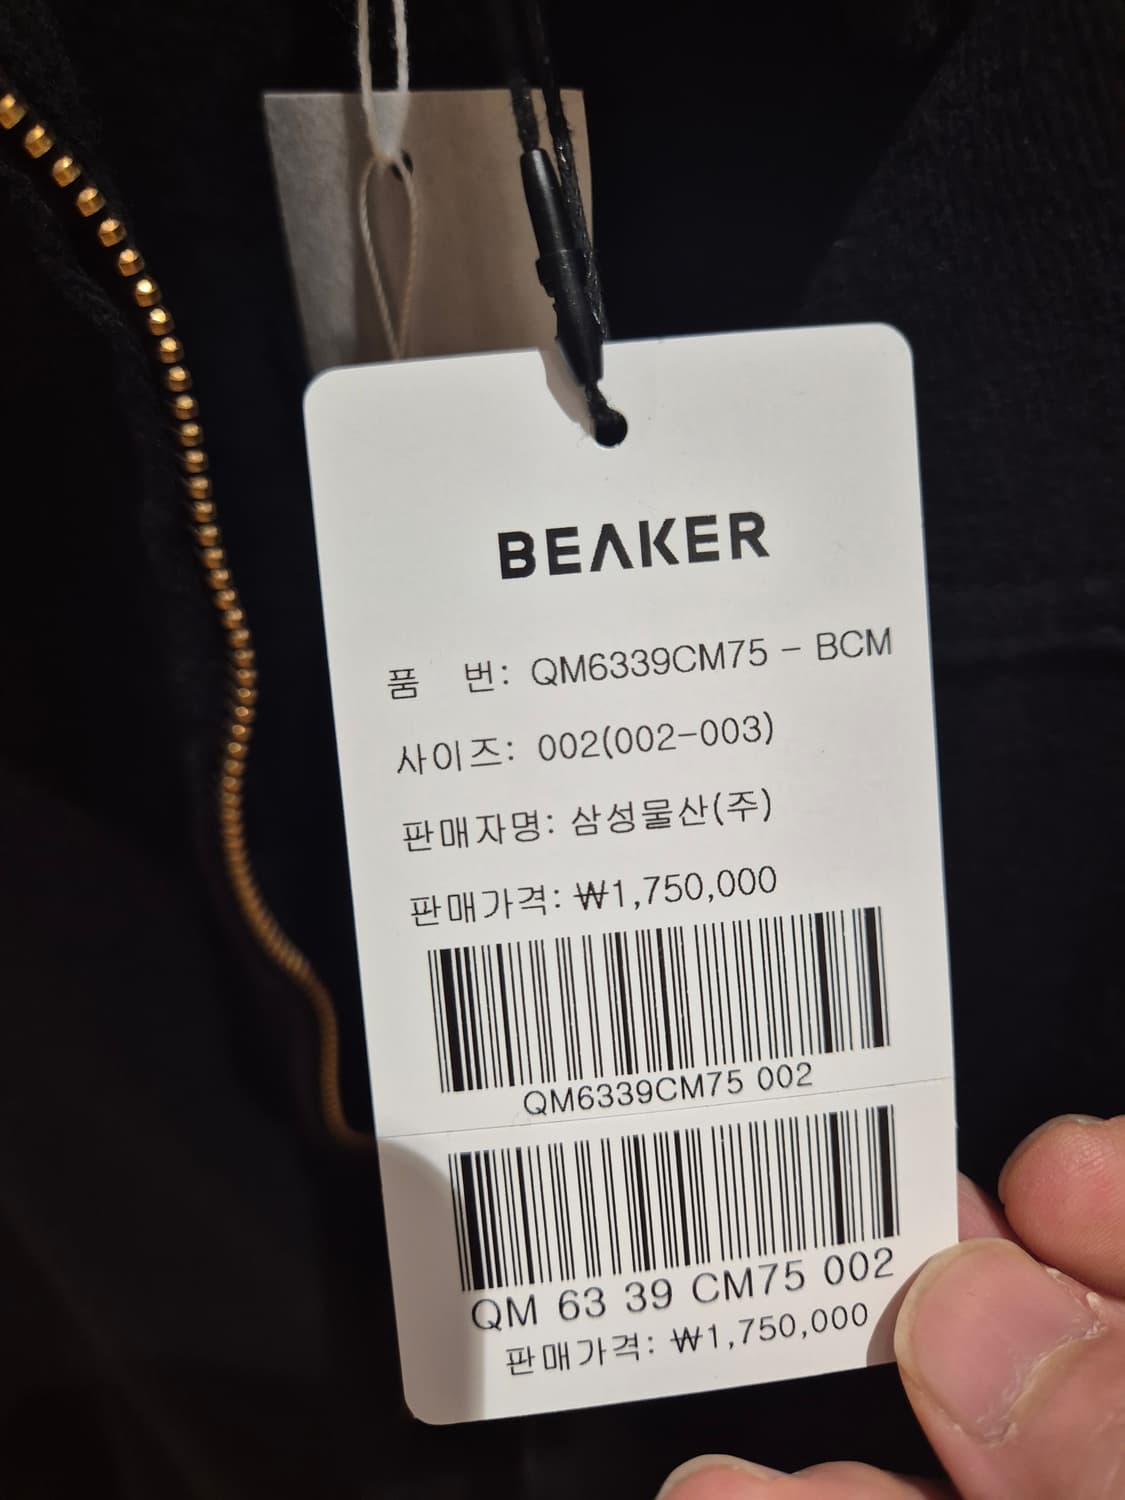 BEAKER
품 번: QM6339CM75 - BCM
사이즈: 002(002-003)
판매자명: 삼성물산(주)
판매가격: ₩1,750,000
QM6339CM75 002
QM 63 39 CM75 002
판매가격: ₩1,750,000